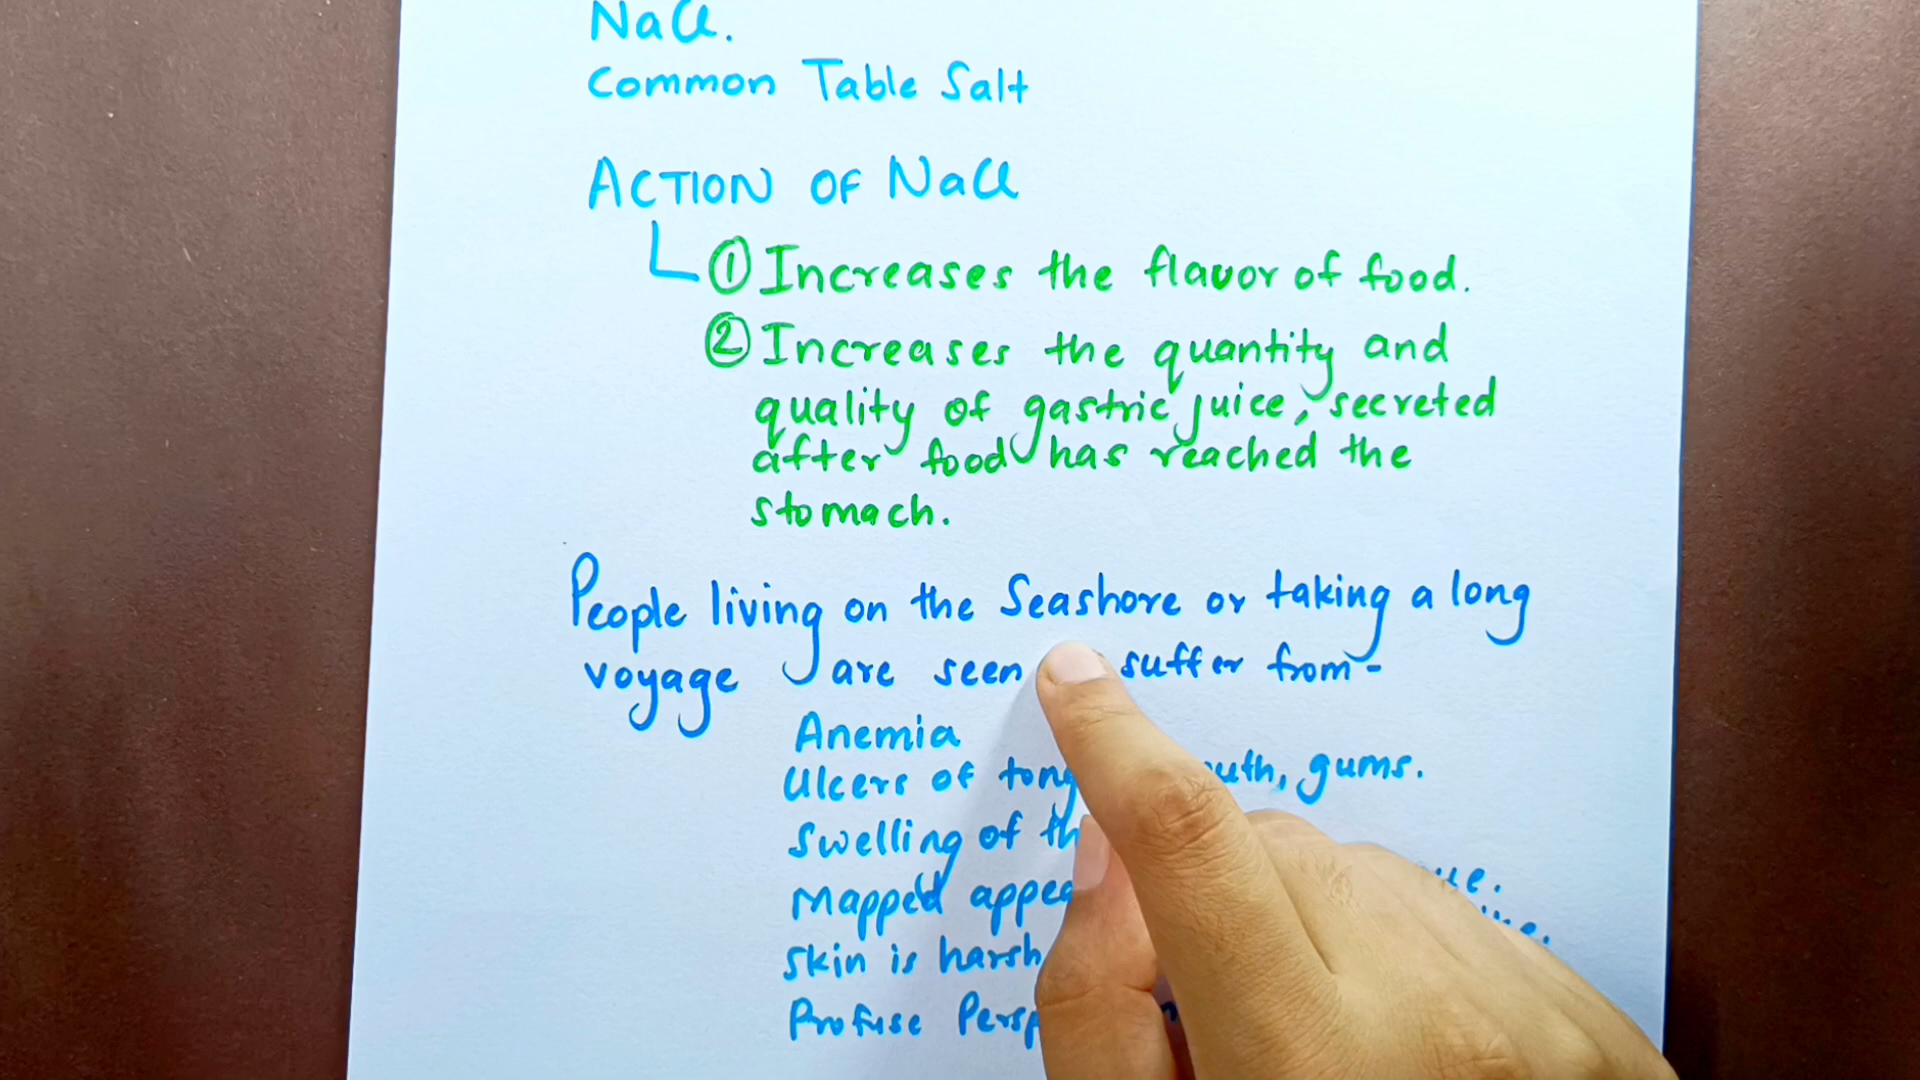 NaCl.
Common Table Salt
ACTION OF NaCl
① Increases the flavor of food.
② Increases the quantity and
quality of gastric juice, secreted
after food has reached the
stomach.
People living on the Seashore or taking a long
voyage are seen suffer from -
Anemia
Ulcers of gums.
Swelling of
Mapped
Skin is harsh
Profuse